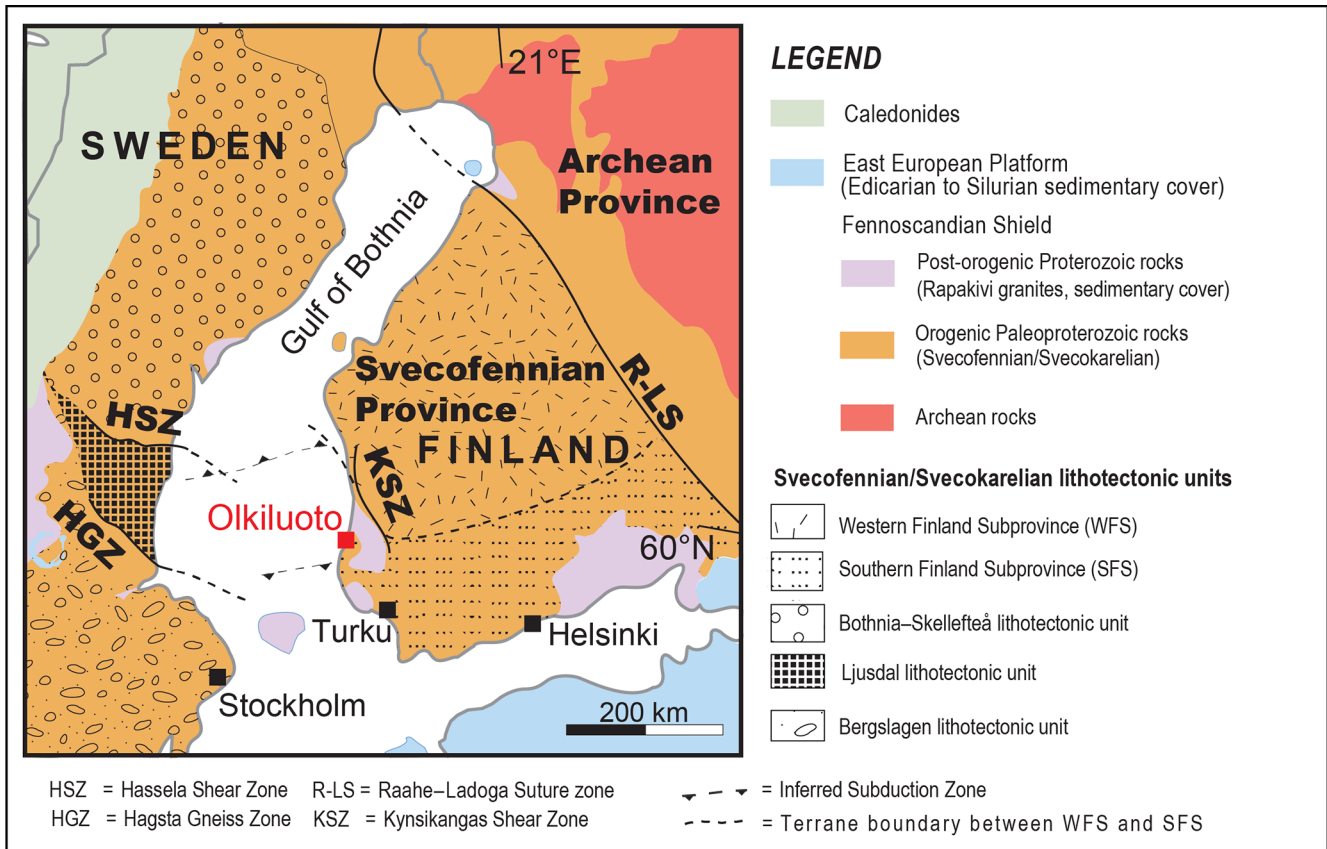 21°E
SWEDEN
Archean
Province
Gulf of Bothnia
Svecofennian
Province
R-LS
HSZ
FINLAND
KSZ
Olkiluoto
HGZ
60°N
Turku
Helsinki
Stockholm
200 km
LEGEND
Caledonides
East European Platform
(Edicarian to Silurian sedimentary cover)
Fennoscandian Shield
Post-orogenic Proterozoic rocks
(Rapakivi granites, sedimentary cover)
Orogenic Paleoproterozoic rocks
(Svecofennian/Svecokarelian)
Archean rocks
Svecofennian/Svecokarelian lithotectonic units
Western Finland Subprovince (WFS)
Southern Finland Subprovince (SFS)
Bothnia–Skellefteå lithotectonic unit
Ljusdal lithotectonic unit
Bergslagen lithotectonic unit
HSZ = Hassela Shear Zone R-LS = Raahe–Ladoga Suture zone = Inferred Subduction Zone
HGZ = Hagsta Gneiss Zone KSZ = Kynsikangas Shear Zone = Terrane boundary between WFS and SFS